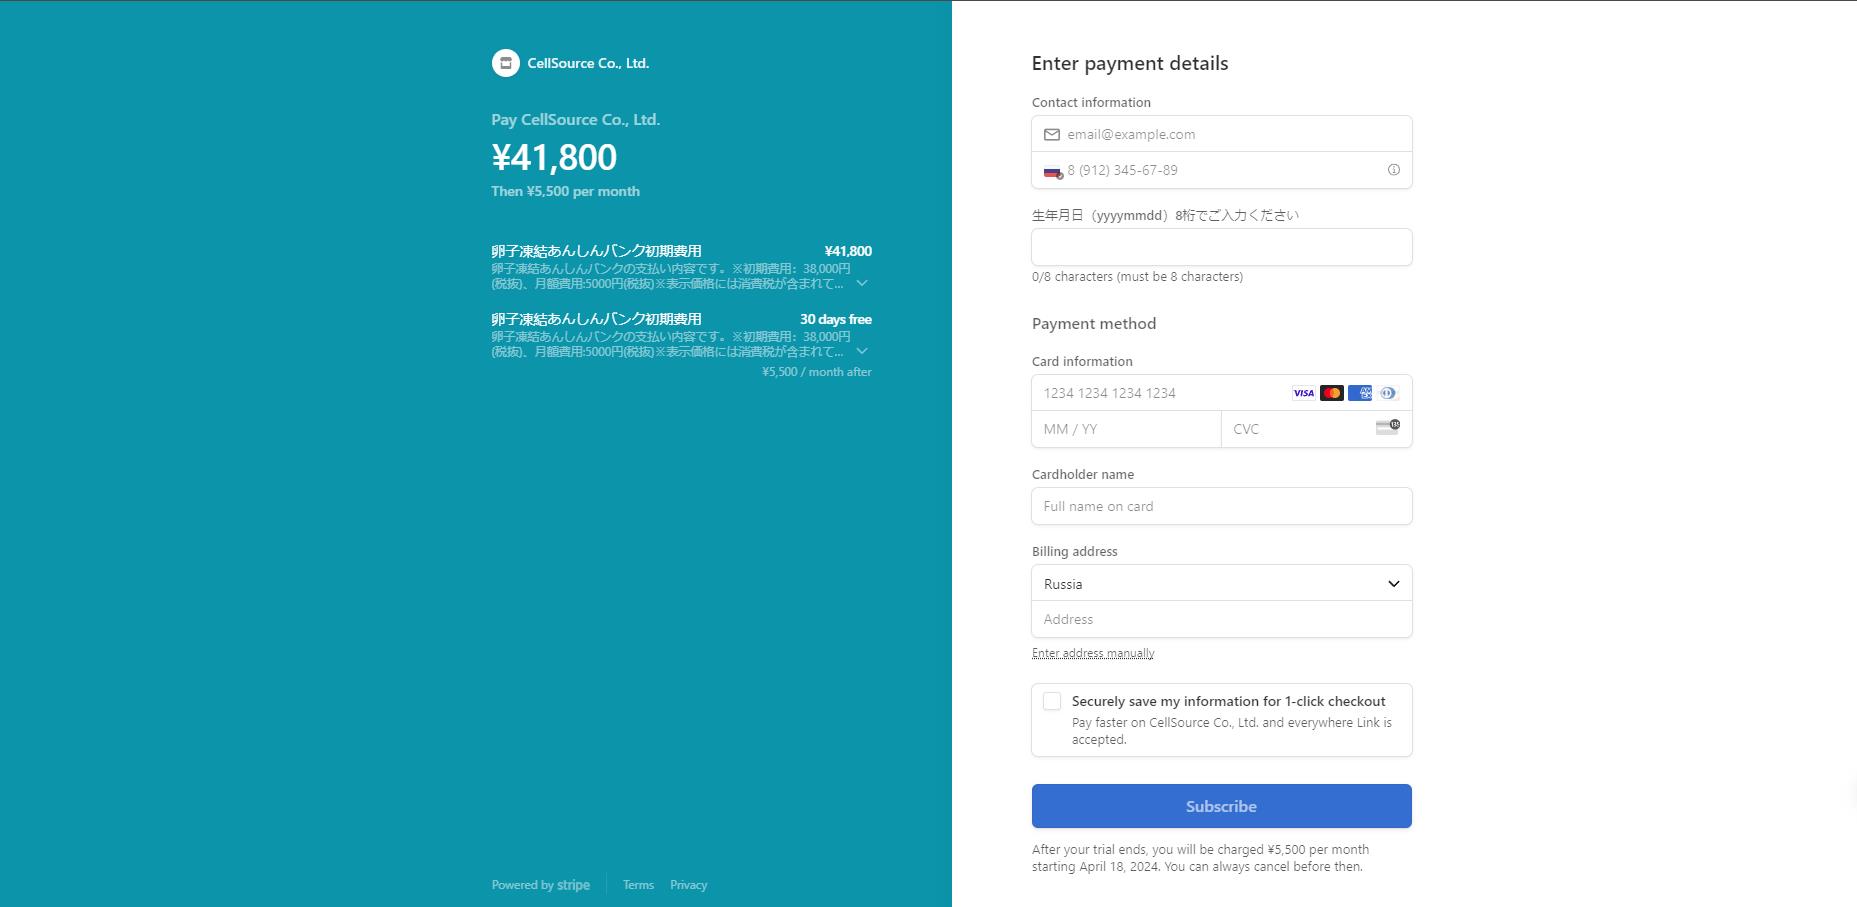 CellSource Co., Ltd.
Pay CellSource Co., Ltd.
¥41,800
Then ¥5,500 per month
卵子凍結あんしんバンク初期費用 ¥41,800
卵子凍結あんしんバンクの支払い内容です。※初期費用：38,000円
(税抜)、月額費用:5000円(税抜)※表示価格には消費税が含まれて...
卵子凍結あんしんバンク初期費用 30 days free
卵子凍結あんしんバンクの支払い内容です。※初期費用：38,000円
(税抜)、月額費用:5000円(税抜)※表示価格には消費税が含まれて...
¥5,500 / month after
Powered by stripe
Terms Privacy
Enter payment details
Contact information
email@example.com
8 (912) 345-67-89
生年月日（yyyymmdd）8桁でご入力ください
0/8 characters (must be 8 characters)
Payment method
Card information
1234 1234 1234 1234 VISA
MM / YY CVC 135
Cardholder name
Full name on card
Billing address
Russia
Address
Enter address manually
Securely save my information for 1-click checkout
Pay faster on CellSource Co., Ltd. and everywhere Link is
accepted.
Subscribe
After your trial ends, you will be charged ¥5,500 per month
starting April 18, 2024. You can always cancel before then.